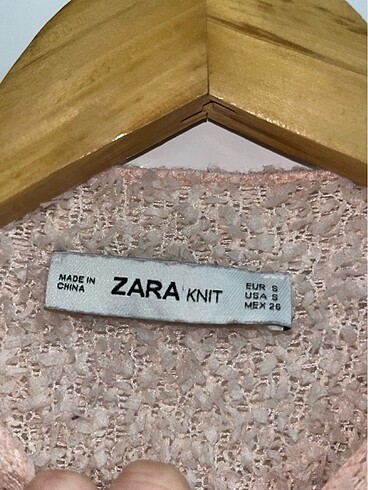 MADE IN
CHINA
ZARA KNIT
EUR S
USA S
MEX 26